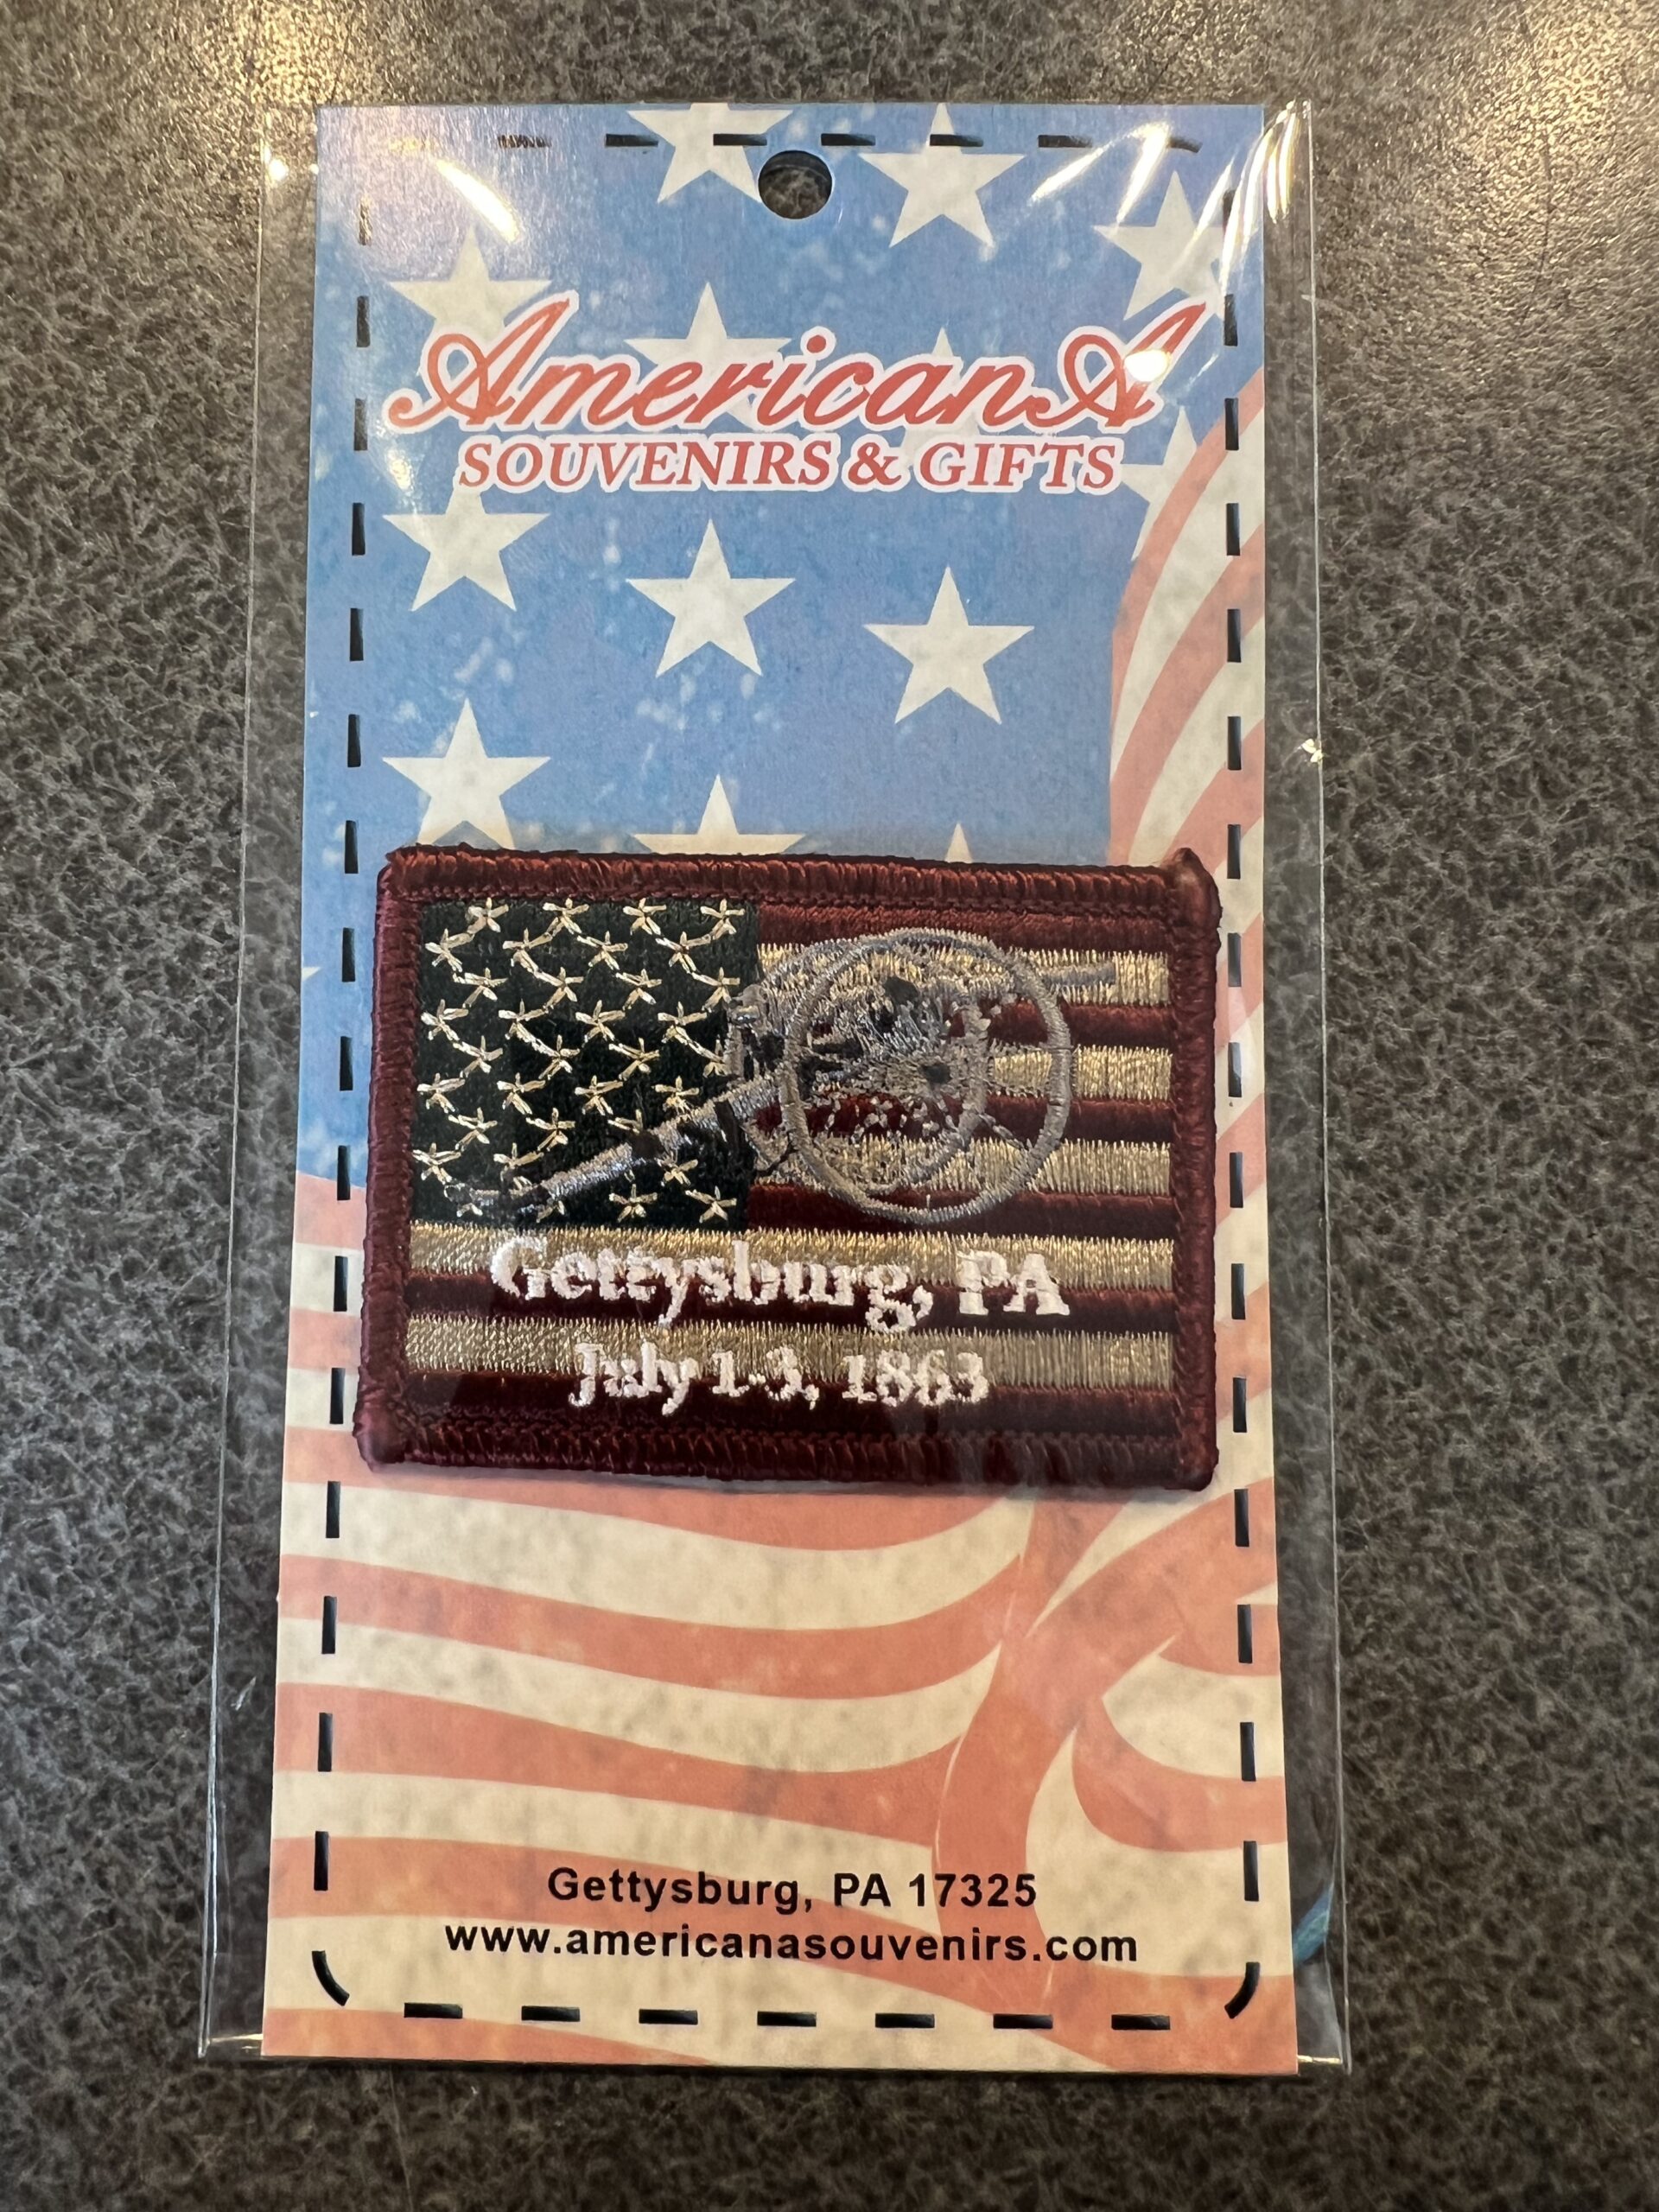 AmericanA
SOUVENIRS & GIFTS
Gettysburg, PA
July 1-3, 1863
Gettysburg, PA 17325
www.americanasouvenirs.com